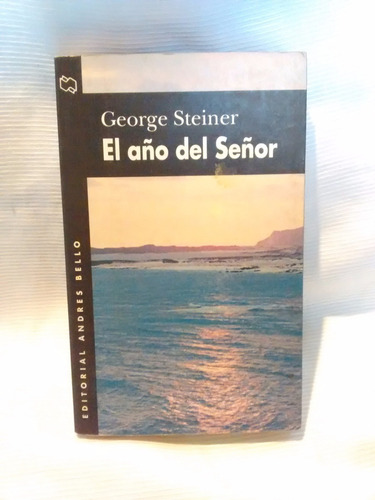 George Steiner
El año del Señor
EDITORIAL ANDRES BELLO